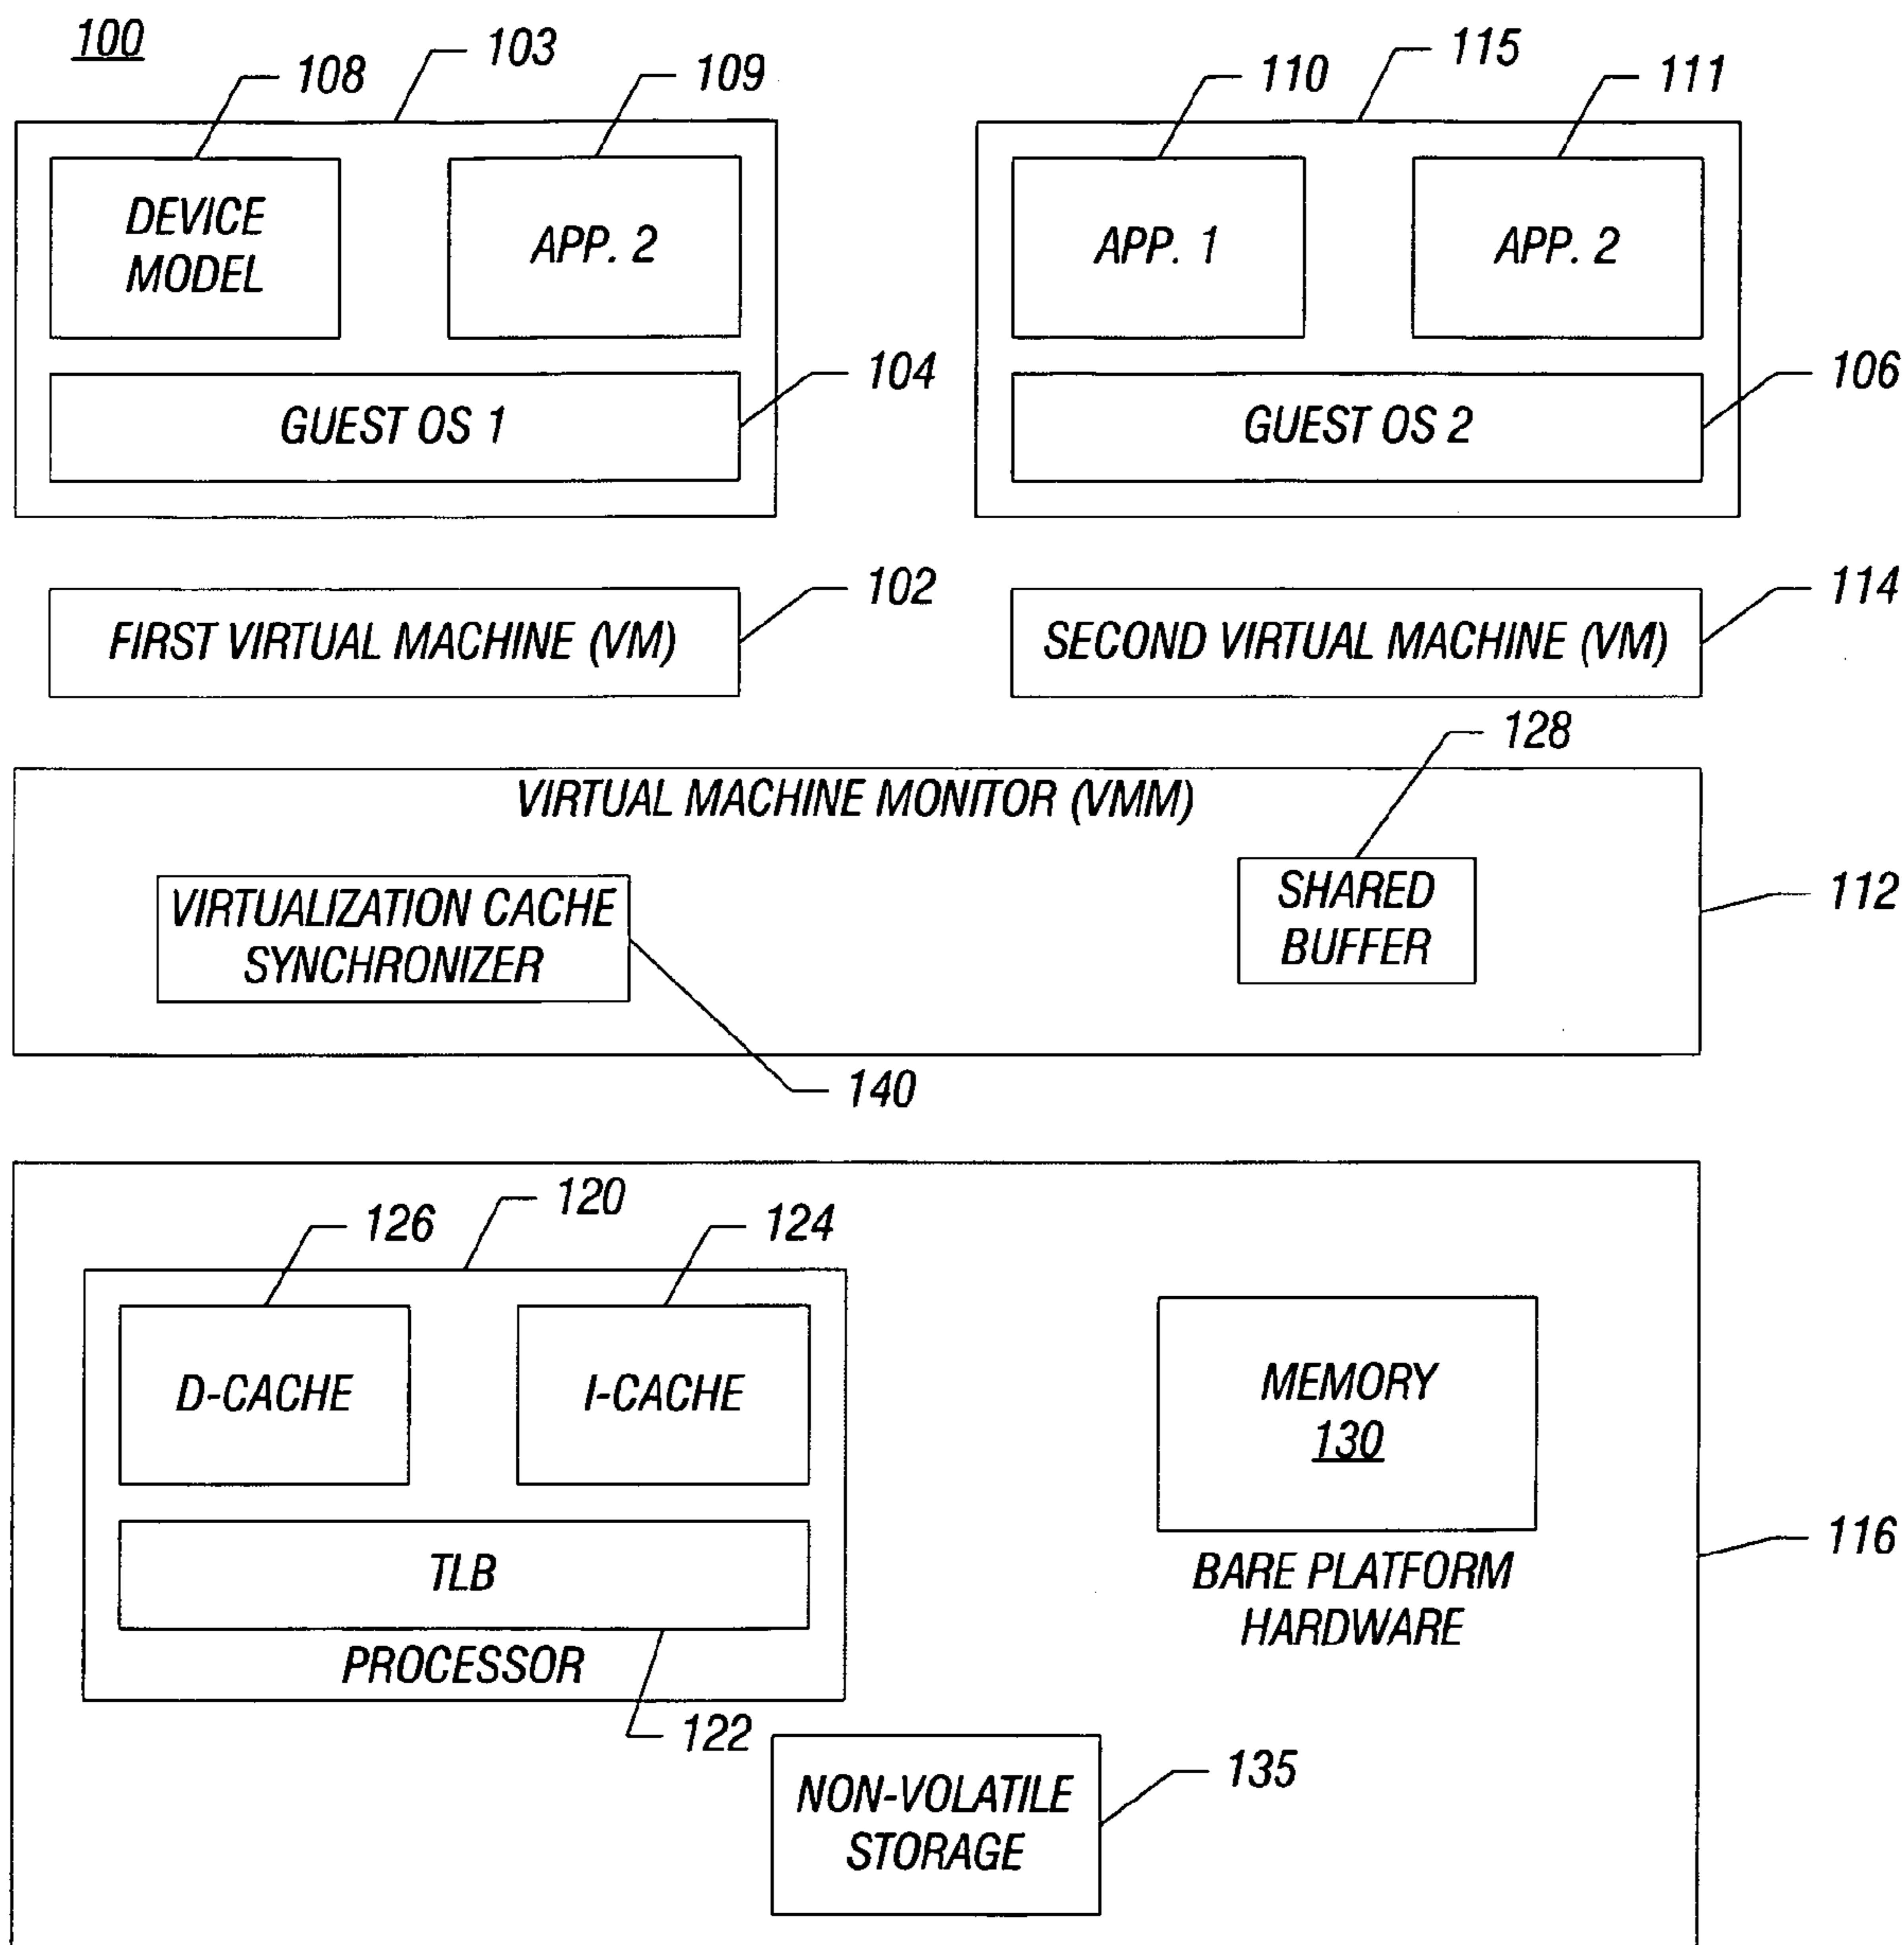 100
103
115
108
109
110
111
DEVICE
MODEL
APP. 2
APP. 1
APP. 2
104
106
GUEST OS 1
GUEST OS 2
102
114
FIRST VIRTUAL MACHINE (VM)
SECOND VIRTUAL MACHINE (VM)
128
VIRTUAL MACHINE MONITOR (VMM)
VIRTUALIZATION CACHE
SYNCHRONIZER
SHARED
BUFFER
112
140
120
126
124
D-CACHE
I-CACHE
MEMORY
130
TLB
BARE PLATFORM
HARDWARE
116
PROCESSOR
122
135
NON-VOLATILE
STORAGE